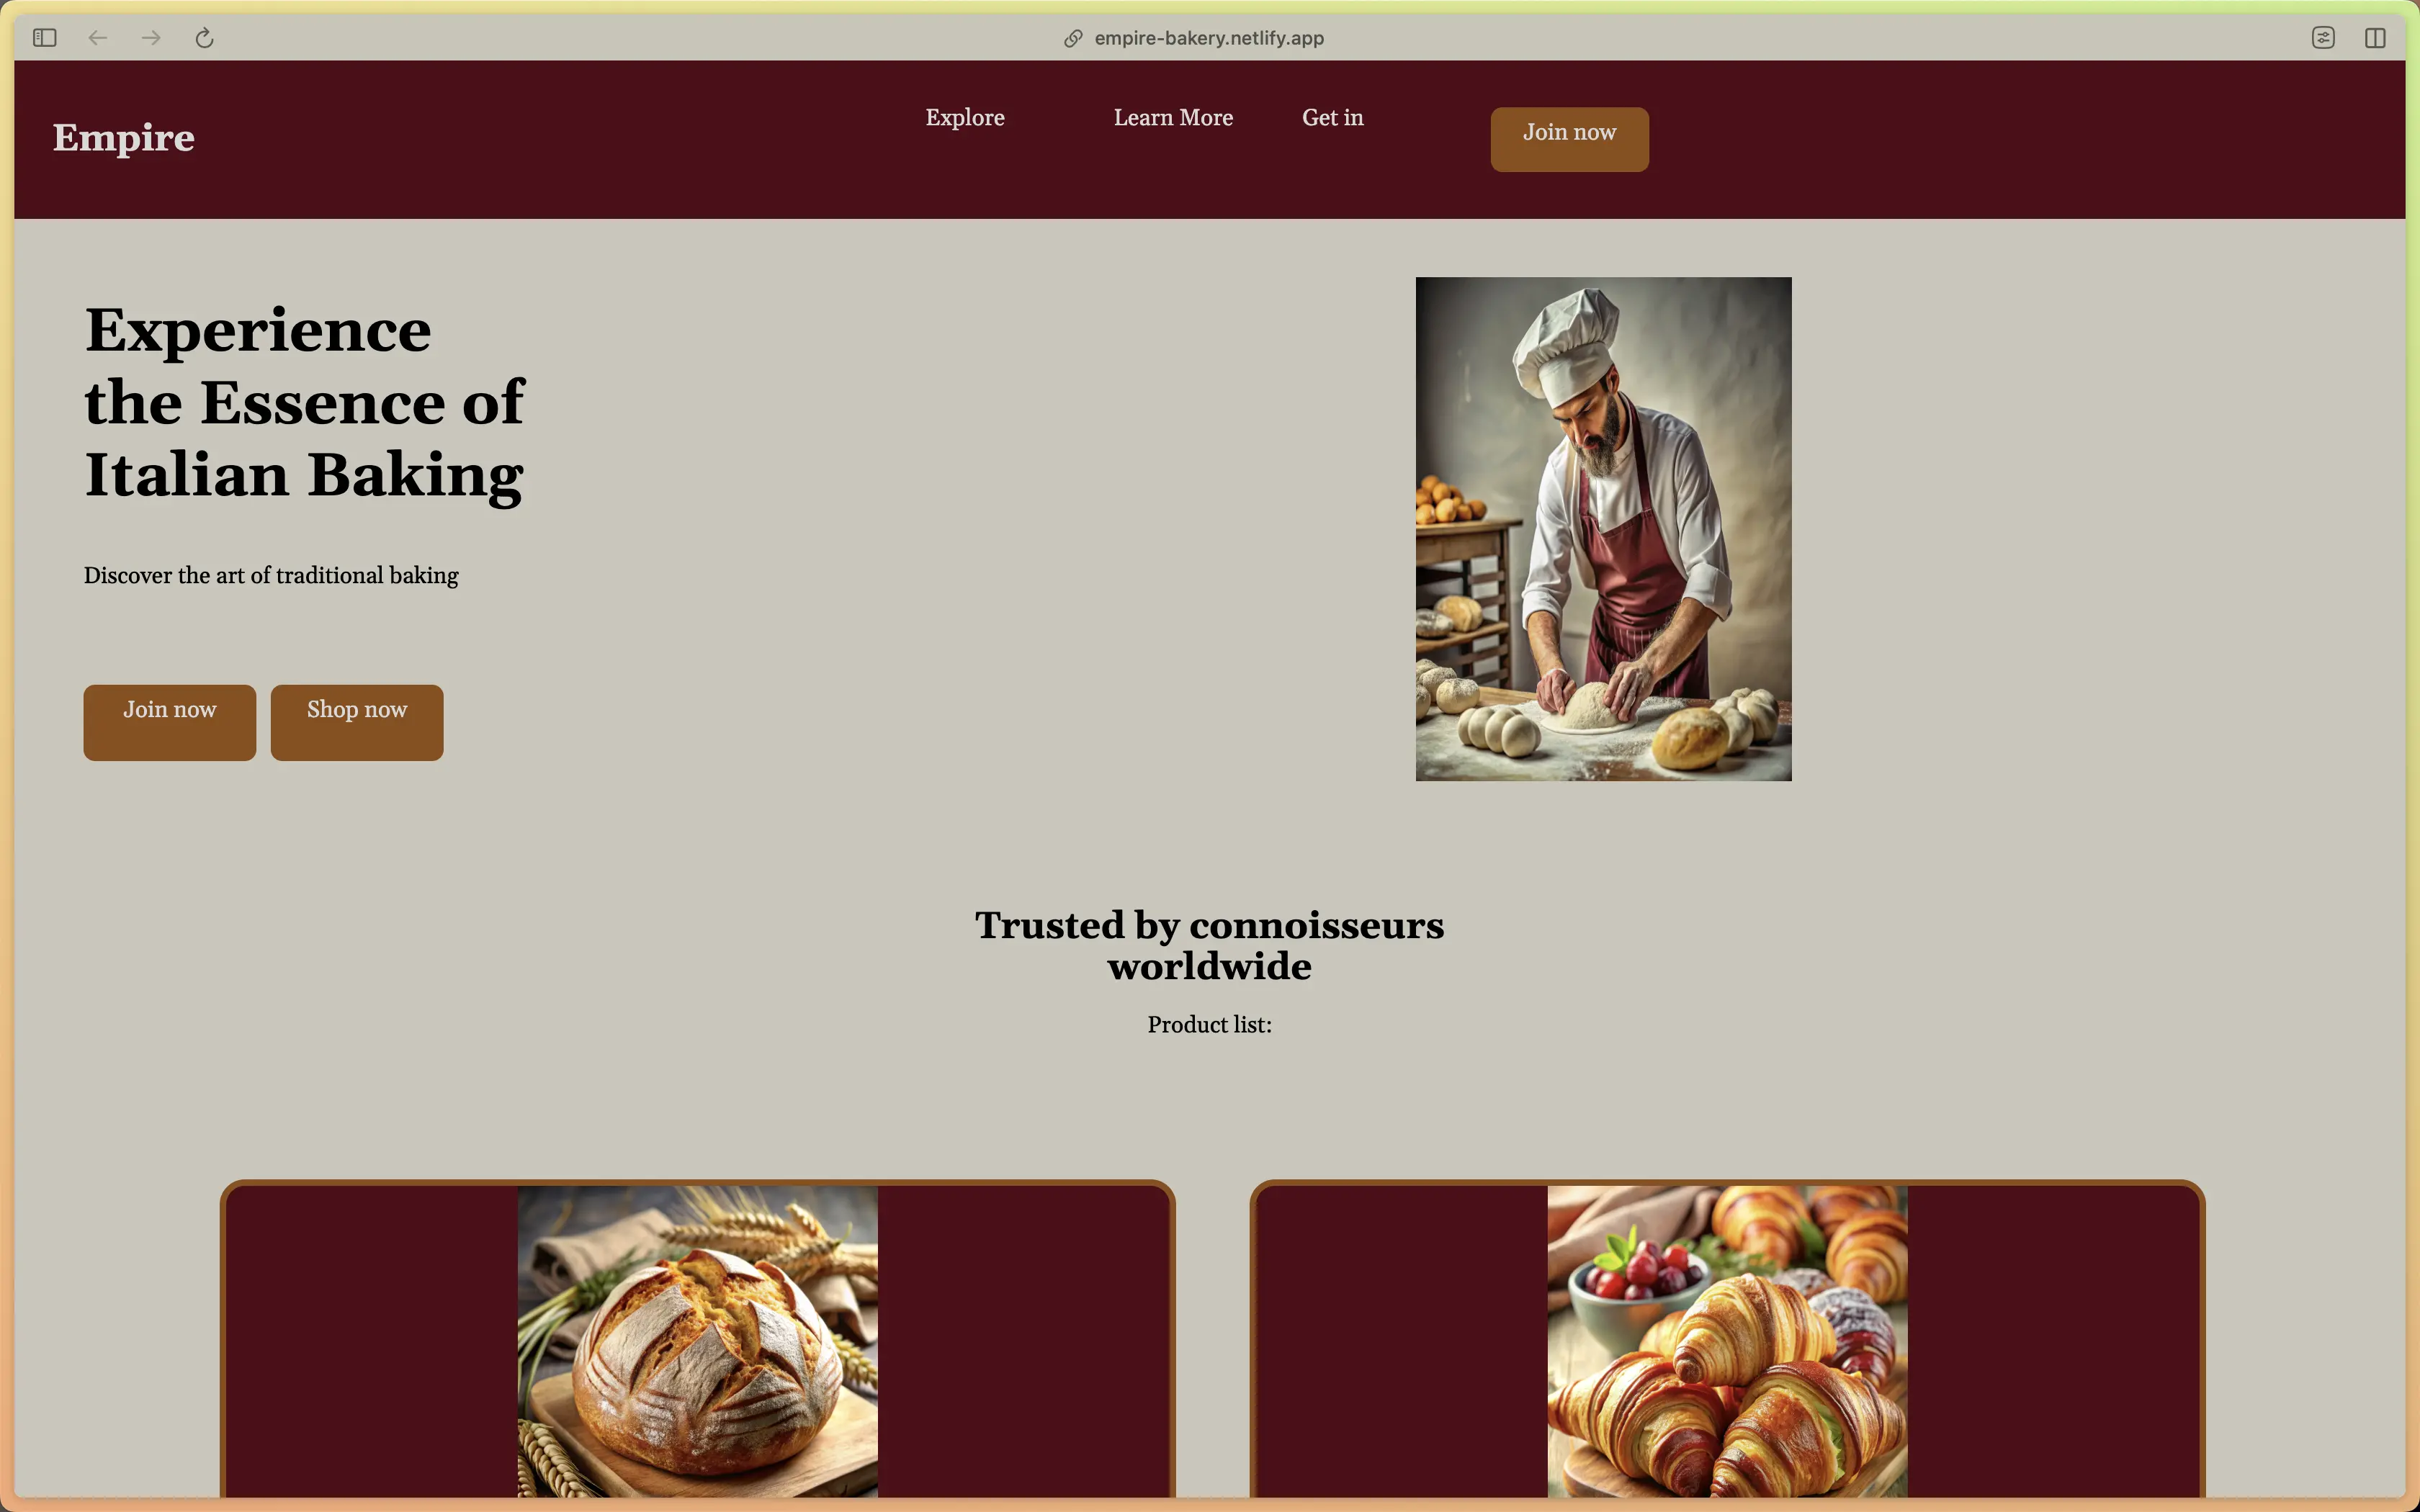 empire-bakery.netlify.app
Empire
Explore
Learn More
Get in
Join now
Experience
the Essence of
Italian Baking
Discover the art of traditional baking
Join now
Shop now
Trusted by connoisseurs
worldwide
Product list: